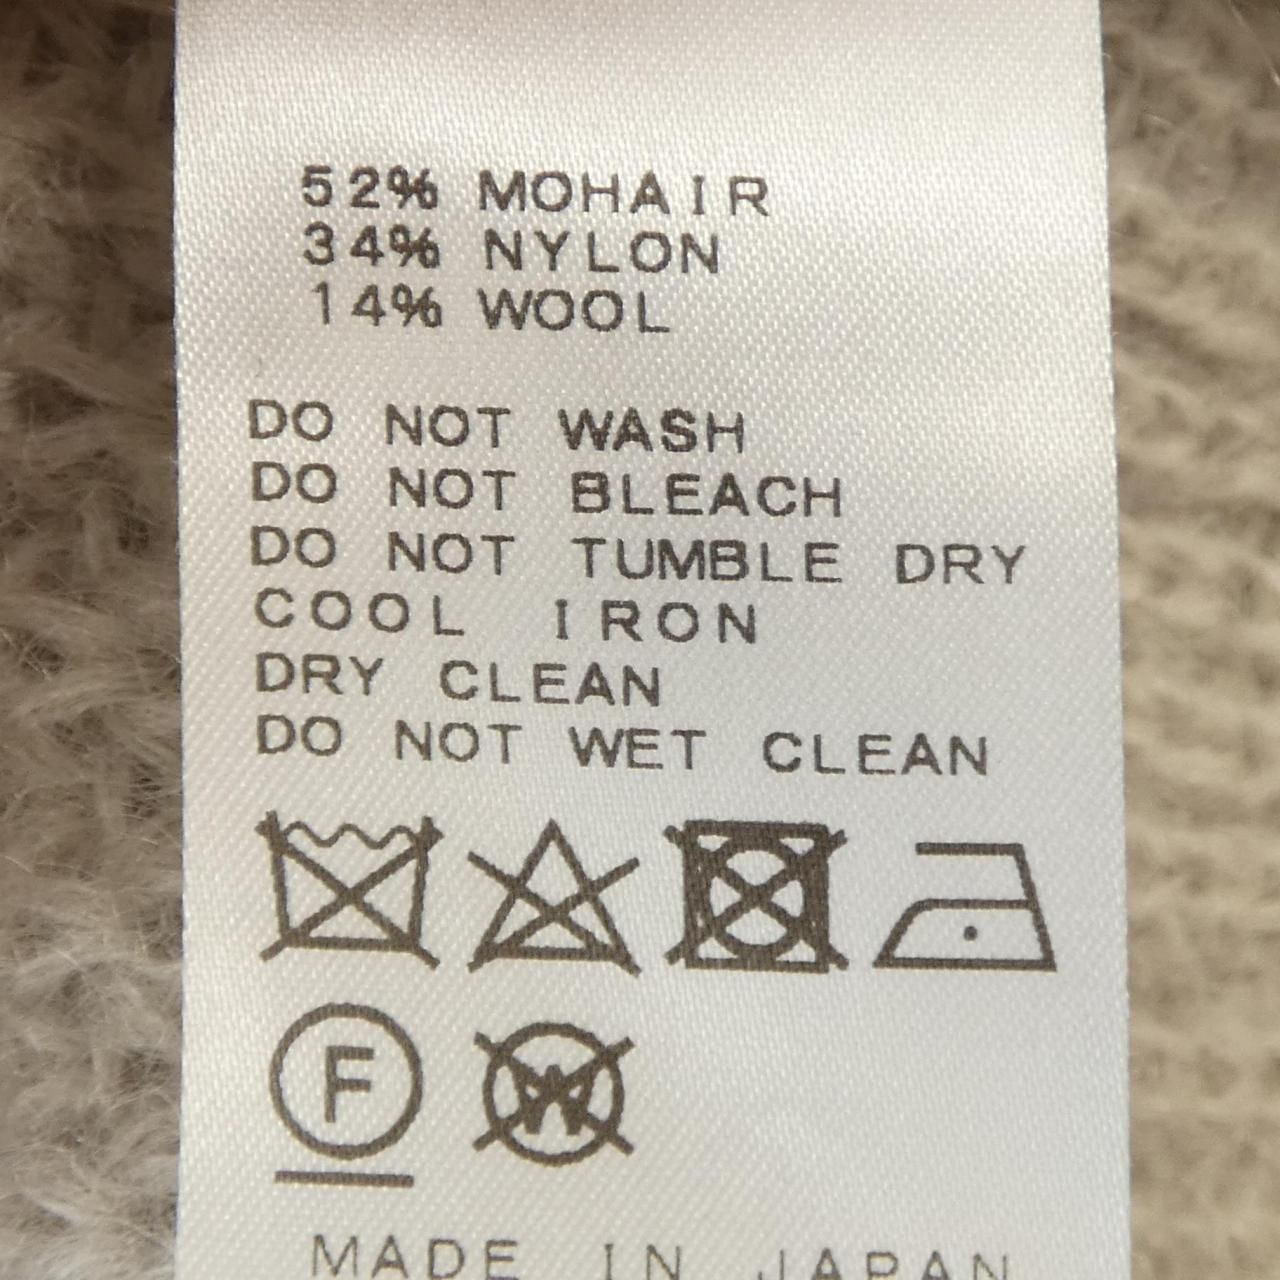 52% MOHAIR
34% NYLON
14% WOOL
DO NOT WASH
DO NOT BLEACH
DO NOT TUMBLE DRY
COOL IRON
DRY CLEAN
DO NOT WET CLEAN
F W
MADE IN JAPAN